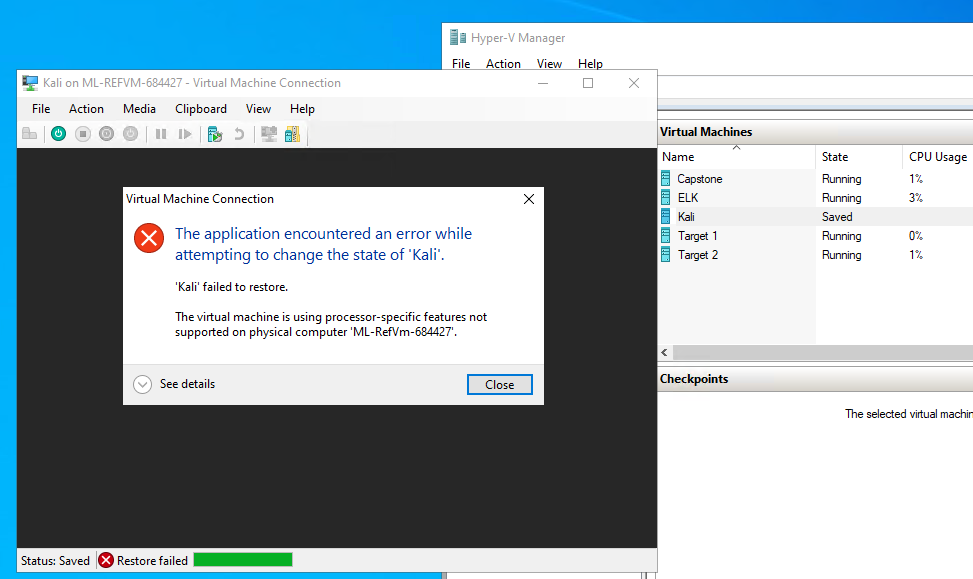 Hyper-V Manager
File Action View Help
Kali on ML-REFVM-684427 - Virtual Machine Connection
File Action Media Clipboard View Help
Virtual Machine Connection
The application encountered an error while
attempting to change the state of 'Kali'.
'Kali' failed to restore.
The virtual machine is using processor-specific features not
supported on physical computer 'ML-RefVm-684427'.
See details
Close
Status: Saved
Restore failed
Virtual Machines
Name State CPU Usage
Capstone Running 1%
ELK Running 3%
Kali Saved
Target 1 Running 0%
Target 2 Running 1%
Checkpoints
The selected virtual machin